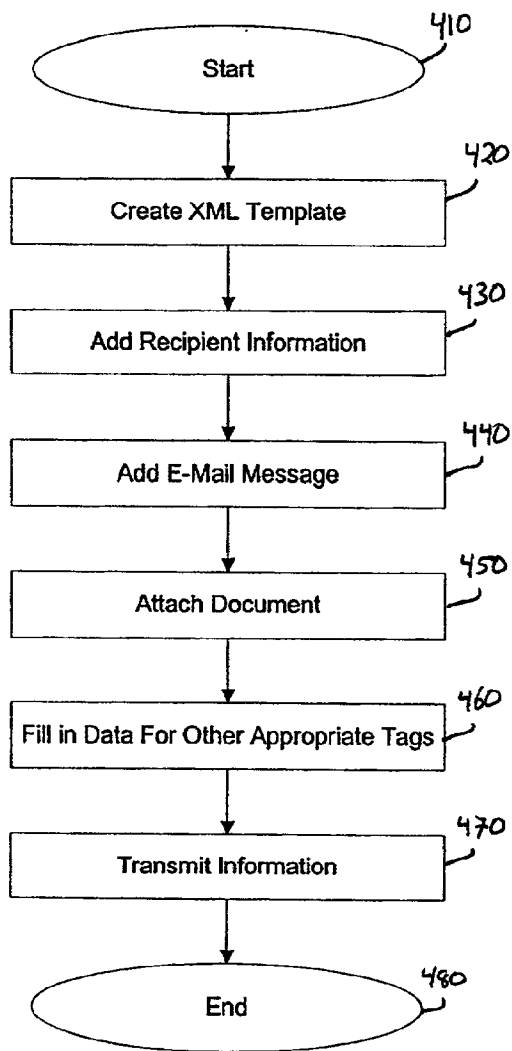 410
Start
420
Create XML Template
430
Add Recipient Information
440
Add E-Mail Message
450
Attach Document
460
Fill in Data For Other Appropriate Tags
470
Transmit Information
480
End